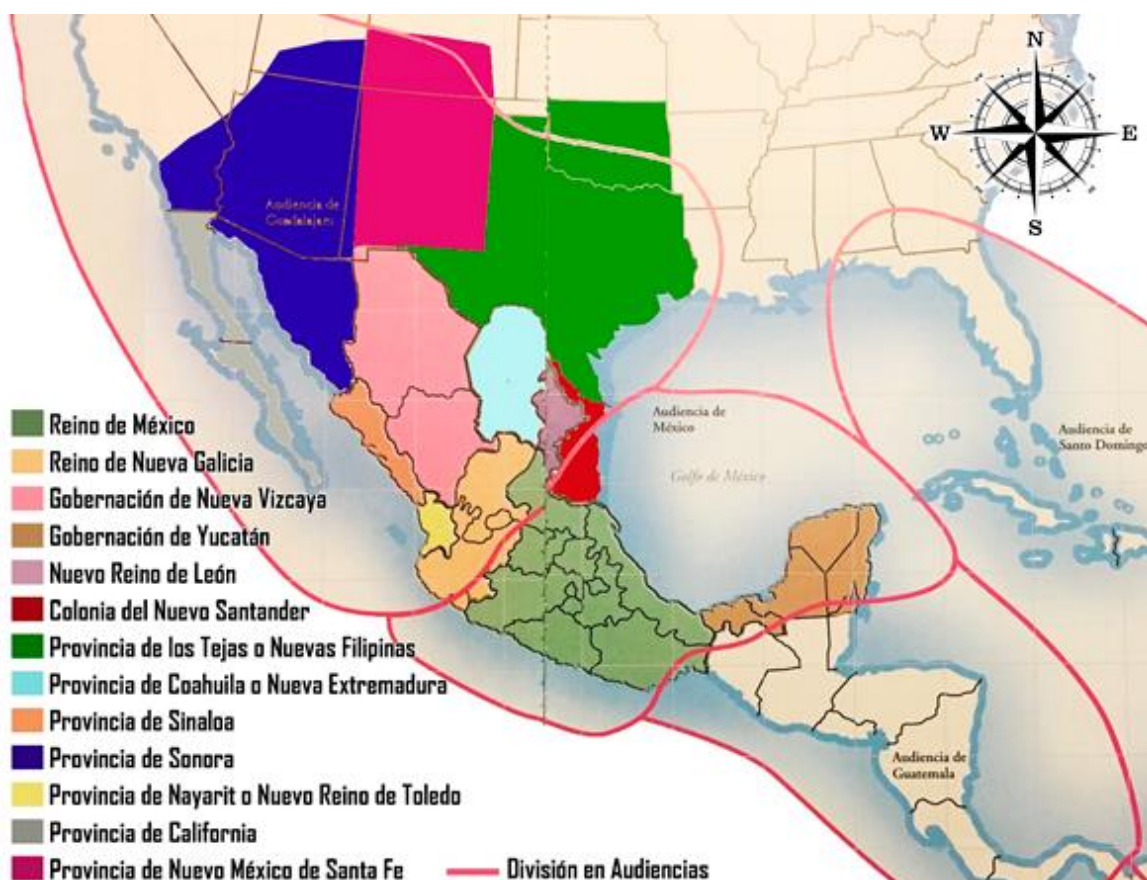 N
W
E
S
Audiencia de
Guadalajara
Audiencia de
México
Golfo de México
Audiencia de
Santo Domingo
Audiencia de
Guatemala
Reino de México
Reino de Nueva Galicia
Gobernación de Nueva Vizcaya
Gobernación de Yucatán
Nuevo Reino de León
Colonia del Nuevo Santander
Provincia de los Tejas o Nuevas Filipinas
Provincia de Coahuila o Nueva Extremadura
Provincia de Sinaloa
Provincia de Sonora
Provincia de Nayarit o Nuevo Reino de Toledo
Provincia de California
Provincia de Nuevo México de Santa Fe
División en Audiencias